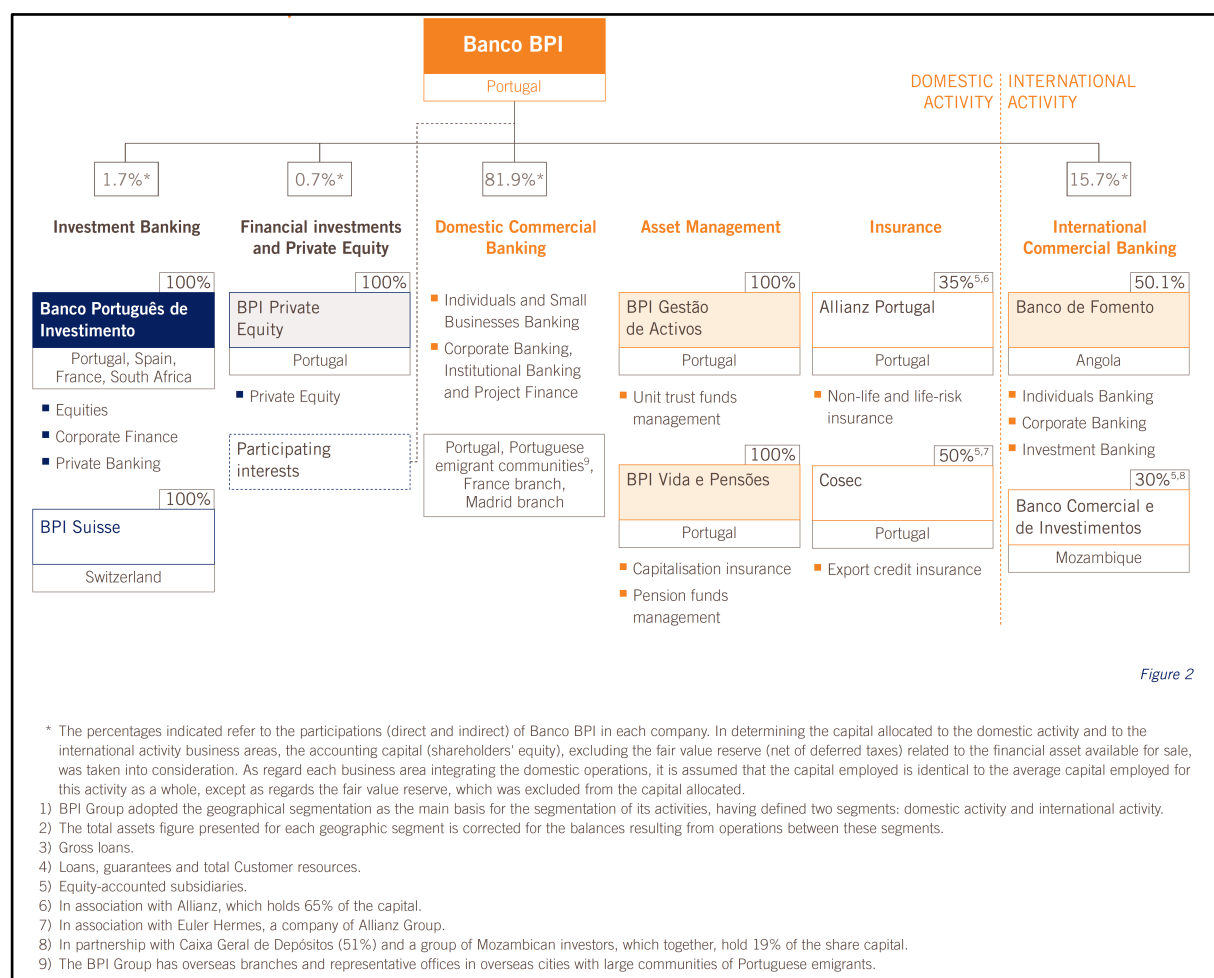 Banco BPI
Portugal
DOMESTIC
ACTIVITY
INTERNATIONAL
ACTIVITY
1.7%*
0.7%*
81.9%*
15.7%*
Investment Banking
100%
Banco Português de
Investimento
Portugal, Spain,
France, South Africa
Equities
Corporate Finance
Private Banking
100%
BPI Suisse
Switzerland
Financial investments
and Private Equity
100%
BPI Private
Equity
Portugal
Private Equity
Participating
interests
Domestic Commercial
Banking
Individuals and Small
Businesses Banking
Corporate Banking,
Institutional Banking
and Project Finance
Portugal, Portuguese
emigrant communities9,
France branch,
Madrid branch
Asset Management
100%
BPI Gestão
de Activos
Portugal
Unit trust funds
management
100%
BPI Vida e Pensões
Portugal
Capitalisation insurance
Pension funds
management
Insurance
35%5,6
Allianz Portugal
Portugal
Non-life and life-risk
insurance
50%5,7
Cosec
Portugal
Export credit insurance
International
Commercial Banking
50.1%
Banco de Fomento
Angola
Individuals Banking
Corporate Banking
Investment Banking
30%5,8
Banco Comercial e
de Investimentos
Mozambique
Figure 2
* The percentages indicated refer to the participations (direct and indirect) of Banco BPI in each company. In determining the capital allocated to the domestic activity and to the
international activity business areas, the accounting capital (shareholders' equity), excluding the fair value reserve (net of deferred taxes) related to the financial asset available for sale,
was taken into consideration. As regard each business area integrating the domestic operations, it is assumed that the capital employed is identical to the average capital employed for
this activity as a whole, except as regards the fair value reserve, which was excluded from the capital allocated.
1) BPI Group adopted the geographical segmentation as the main basis for the segmentation of its activities, having defined two segments: domestic activity and international activity.
2) The total assets figure presented for each geographic segment is corrected for the balances resulting from operations between these segments.
3) Gross loans.
4) Loans, guarantees and total Customer resources.
5) Equity-accounted subsidiaries.
6) In association with Allianz, which holds 65% of the capital.
7) In association with Euler Hermes, a company of Allianz Group.
8) In partnership with Caixa Geral de Depósitos (51%) and a group of Mozambican investors, which together, hold 19% of the share capital.
9) The BPI Group has overseas branches and representative offices in overseas cities with large communities of Portuguese emigrants.